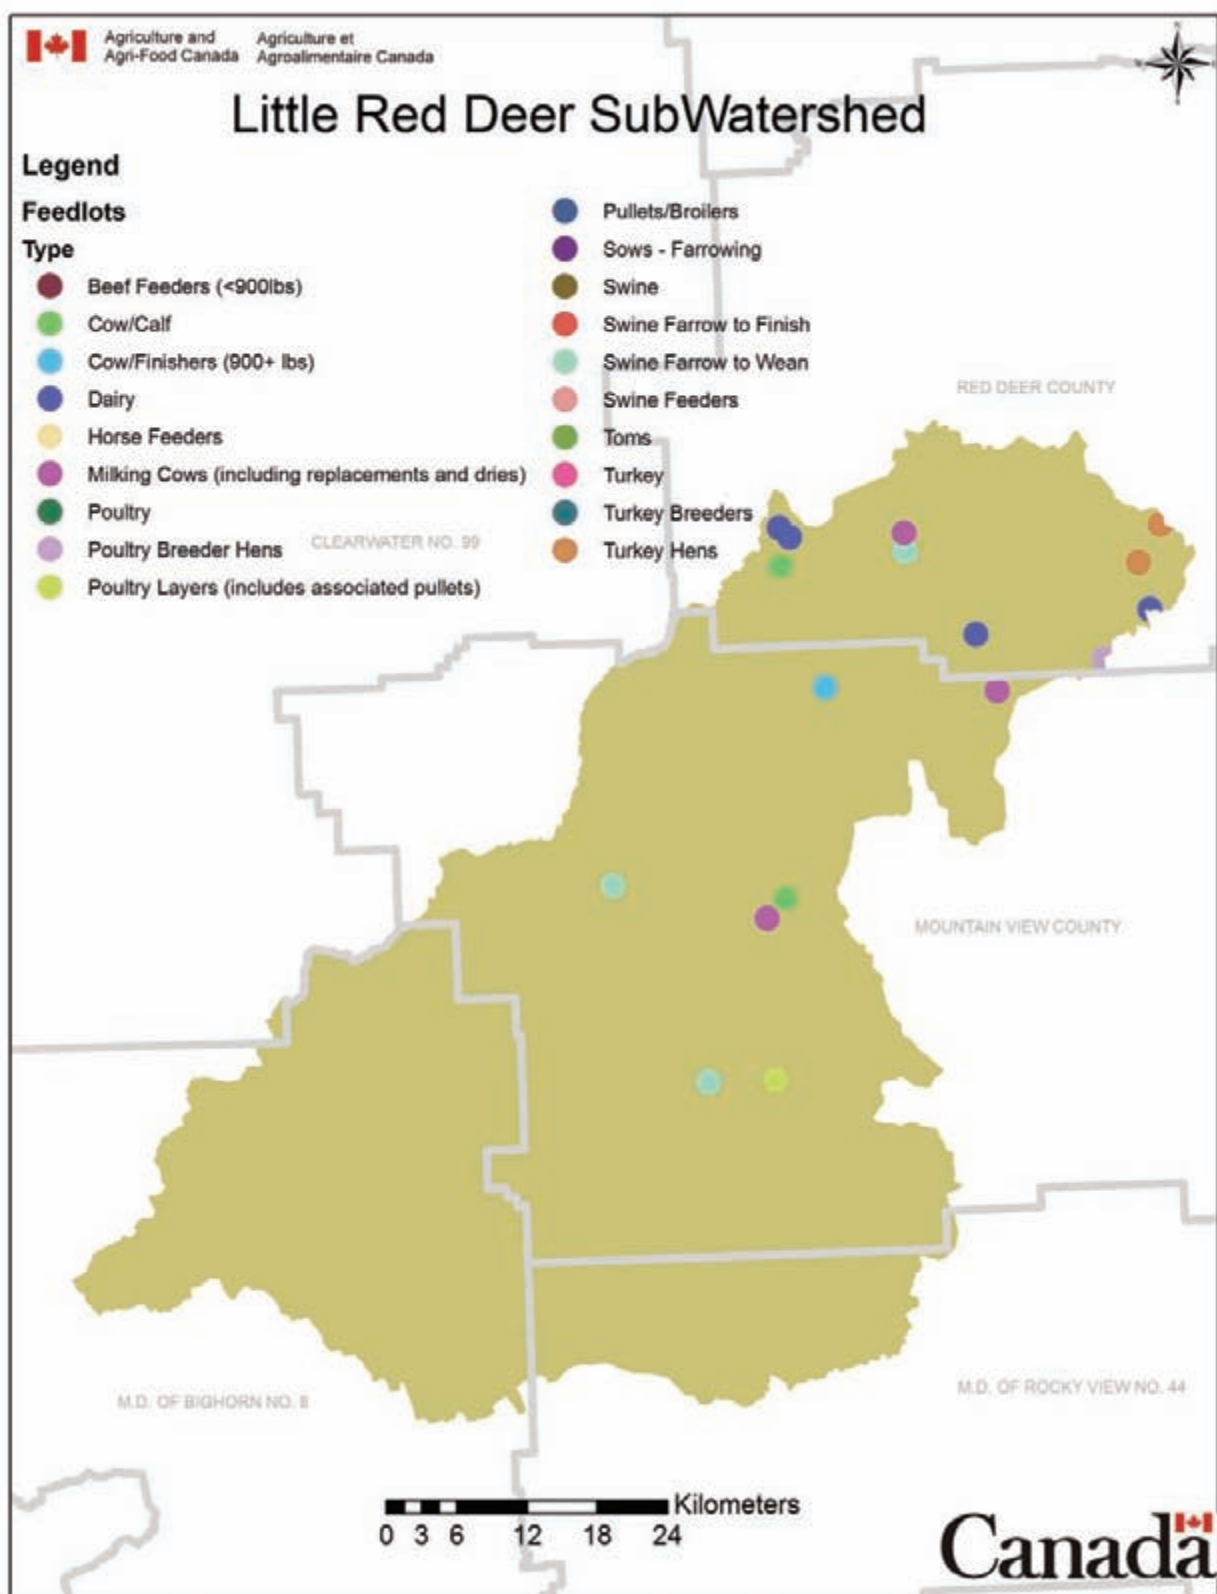 Agriculture and
Agri-Food Canada
Agriculture et
Agroalimentaire Canada
Little Red Deer SubWatershed
Legend
Feedlots
Type
Beef Feeders (<900lbs)
Cow/Calf
Cow/Finishers (900+ lbs)
Dairy
Horse Feeders
Milking Cows (including replacements and dries)
Poultry
Poultry Breeder Hens
Poultry Layers (includes associated pullets)
Pullets/Broilers
Sows - Farrowing
Swine
Swine Farrow to Finish
Swine Farrow to Wean
Swine Feeders
Toms
Turkey
Turkey Breeders
Turkey Hens
RED DEER COUNTY
CLEARWATER NO. 99
MOUNTAIN VIEW COUNTY
M.D. OF BIGHORN NO. 8
M.D. OF ROCKY VIEW NO. 44
Kilometers
0 3 6 12 18 24
Canada